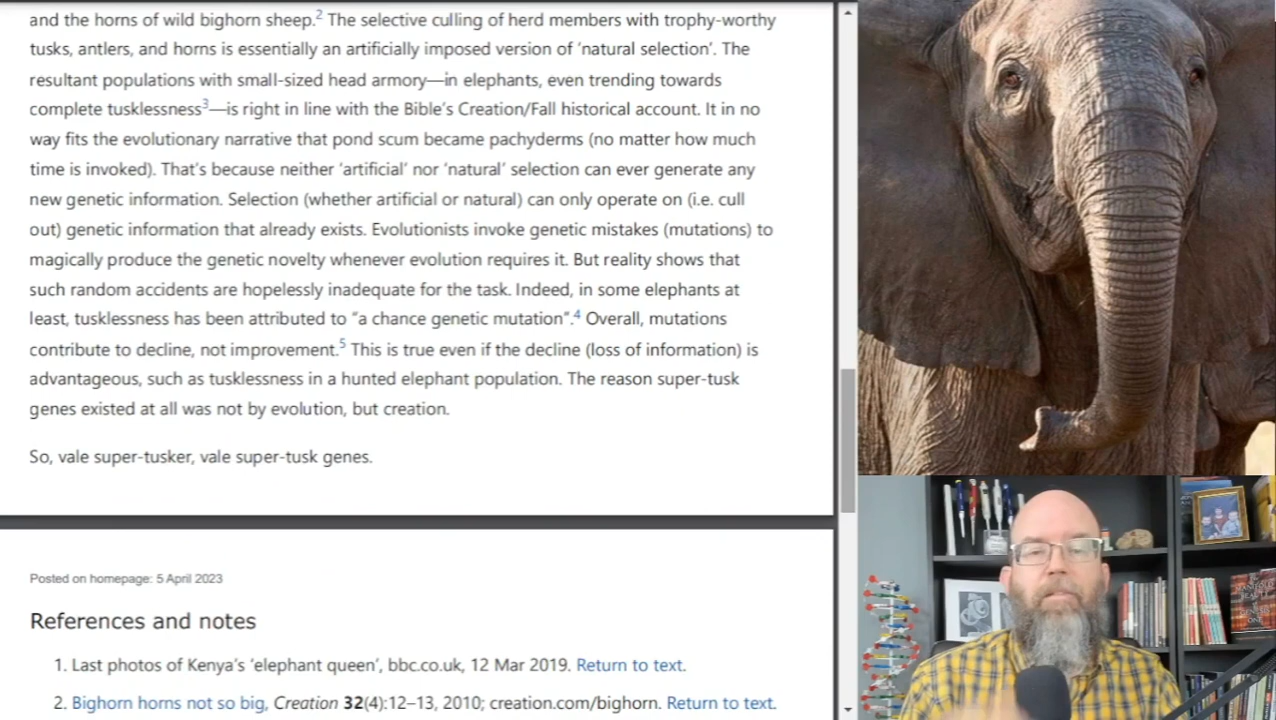 and the horns of wild bighorn sheep.2 The selective culling of herd members with trophy-worthy
tusks, antlers, and horns is essentially an artificially imposed version of ‘natural selection’. The
resultant populations with small-sized head armory—in elephants, even trending towards
complete tusklessness3—is right in line with the Bible’s Creation/Fall historical account. It in no
way fits the evolutionary narrative that pond scum became pachyderms (no matter how much
time is invoked). That’s because neither ‘artificial’ nor ‘natural’ selection can ever generate any
new genetic information. Selection (whether artificial or natural) can only operate on (i.e. cull
out) genetic information that already exists. Evolutionists invoke genetic mistakes (mutations) to
magically produce the genetic novelty whenever evolution requires it. But reality shows that
such random accidents are hopelessly inadequate for the task. Indeed, in some elephants at
least, tusklessness has been attributed to “a chance genetic mutation”.4 Overall, mutations
contribute to decline, not improvement.5 This is true even if the decline (loss of information) is
advantageous, such as tusklessness in a hunted elephant population. The reason super-tusk
genes existed at all was not by evolution, but creation.
So, vale super-tusker, vale super-tusk genes.
Posted on homepage: 5 April 2023
References and notes
1. Last photos of Kenya’s ‘elephant queen’, bbc.co.uk, 12 Mar 2019. Return to text.
2. Bighorn horns not so big, Creation 32(4):12–13, 2010; creation.com/bighorn. Return to text.